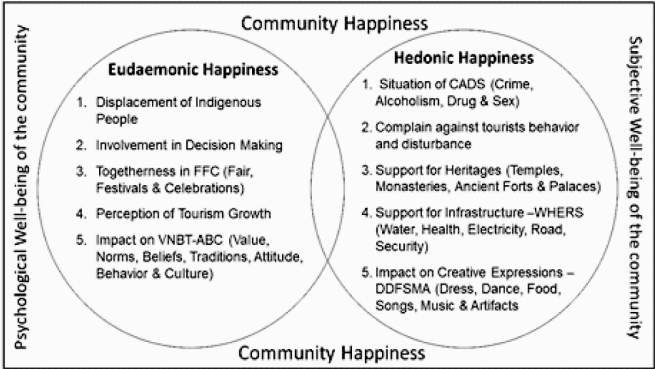 Community Happiness
Psychological Well-being of the community
Eudaemonic Happiness
1. Displacement of Indigenous
People
2. Involvement in Decision Making
3. Togetherness in FFC (Fair,
Festivals & Celebrations)
4. Perception of Tourism Growth
5. Impact on VNBT-ABC (Value,
Norms, Beliefs, Traditions, Attitude,
Behavior & Culture)
Hedonic Happiness
1. Situation of CADS (Crime,
Alcoholism, Drug & Sex)
2. Complain against tourists behavior
and disturbance
3. Support for Heritages (Temples,
Monasteries, Ancient Forts & Palaces)
4. Support for Infrastructure –WHERS
(Water, Health, Electricity, Road,
Security)
5. Impact on Creative Expressions –
DDFSMA (Dress, Dance, Food,
Songs, Music & Artifacts
Subjective Well-being of the community
Community Happiness